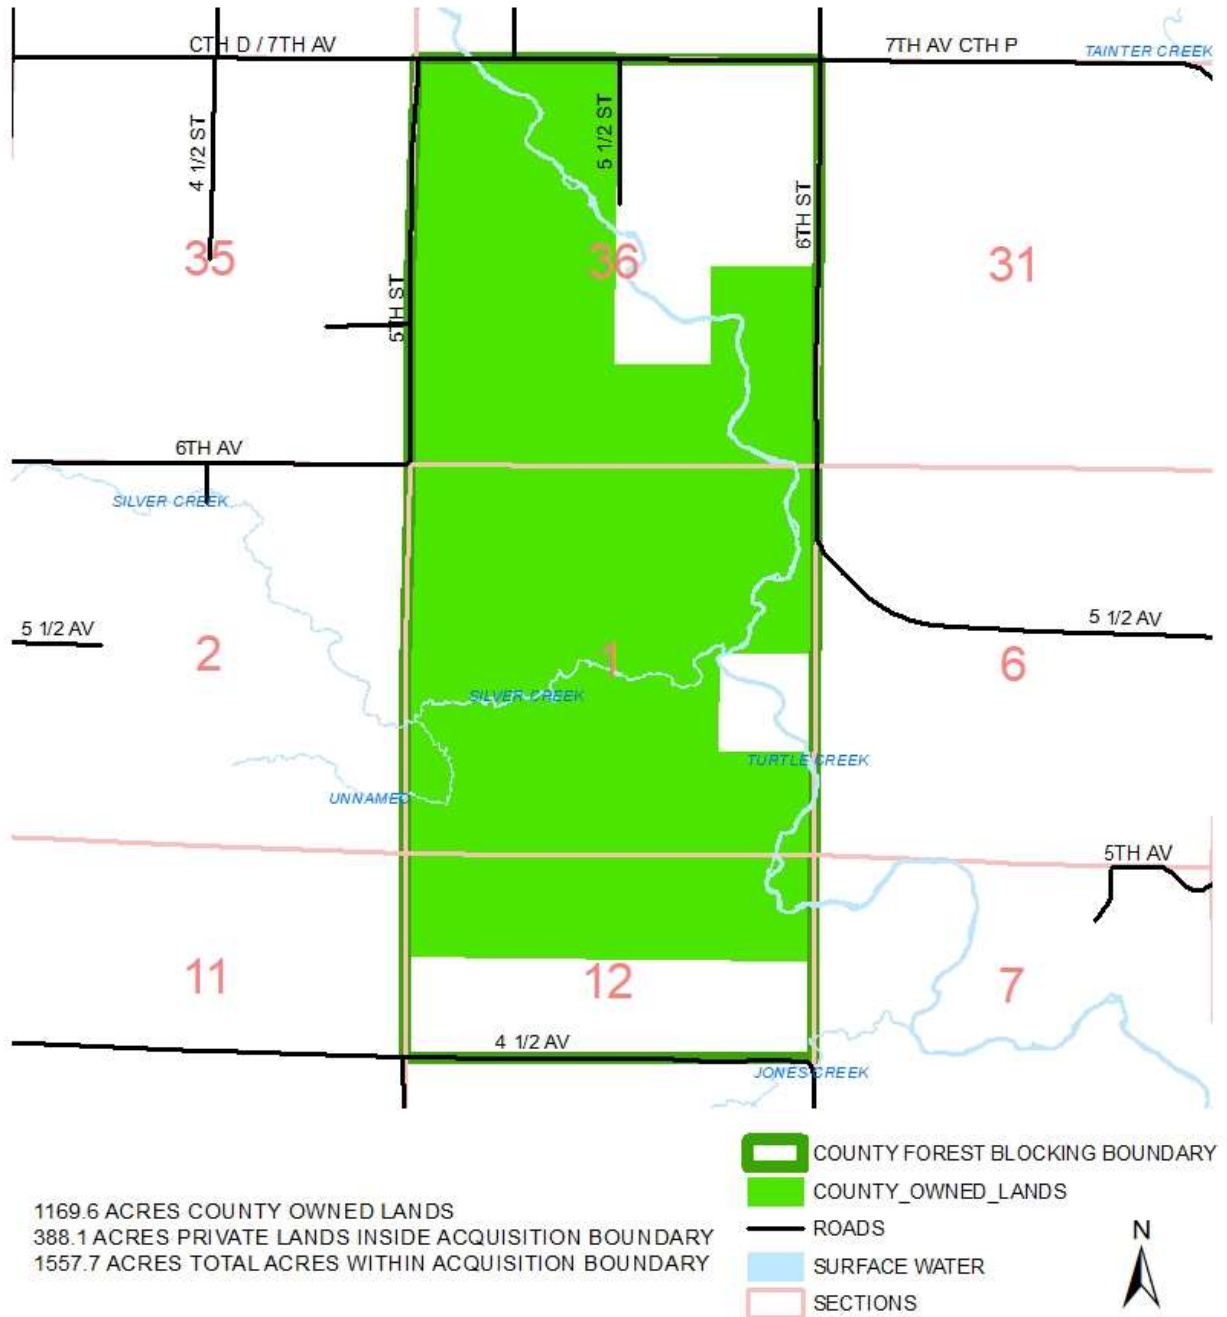 CTH D / 7TH AV
7TH AV CTH P
TAINTER CREEK
4 1/2 ST
5 1/2 ST
6TH ST
35
36
31
5TH ST
6TH AV
SILVER CREEK
5 1/2 AV
5 1/2 AV
2
1
6
SILVER CREEK
TURTLE CREEK
UNNAMED
5TH AV
11
12
7
4 1/2 AV
JONES CREEK
COUNTY FOREST BLOCKING BOUNDARY
COUNTY_OWNED_LANDS
ROADS
SURFACE WATER
SECTIONS
N
1169.6 ACRES COUNTY OWNED LANDS
388.1 ACRES PRIVATE LANDS INSIDE ACQUISITION BOUNDARY
1557.7 ACRES TOTAL ACRES WITHIN ACQUISITION BOUNDARY